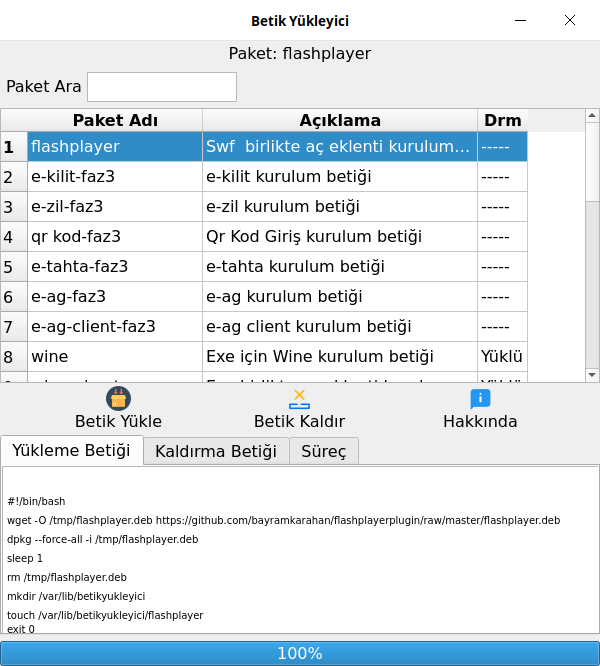 Betik Yükleyici
Paket: flashplayer
Paket Ara
Paket Adı Açıklama Drm
1 flashplayer Swf  birlikte aç eklenti kurulum... -----
2 e-kilit-faz3 e-kilit kurulum betiği -----
3 e-zil-faz3 e-zil kurulum betiği -----
4 qr kod-faz3 Qr Kod Giriş kurulum betiği -----
5 e-tahta-faz3 e-tahta kurulum betiği -----
6 e-ag-faz3 e-ag kurulum betiği -----
7 e-ag-client-faz3 e-ag client kurulum betiği -----
8 wine Exe için Wine kurulum betiği Yüklü
Betik Yükle Betik Kaldır Hakkında
Yükleme Betiği Kaldırma Betiği Süreç
#!/bin/bash
wget -O /tmp/flashplayer.deb https://github.com/bayramkarahan/flashplayerplugin/raw/master/flashplayer.deb
dpkg --force-all -i /tmp/flashplayer.deb
sleep 1
rm /tmp/flashplayer.deb
mkdir /var/lib/betikyukleyici
touch /var/lib/betikyukleyici/flashplayer
exit 0
100%